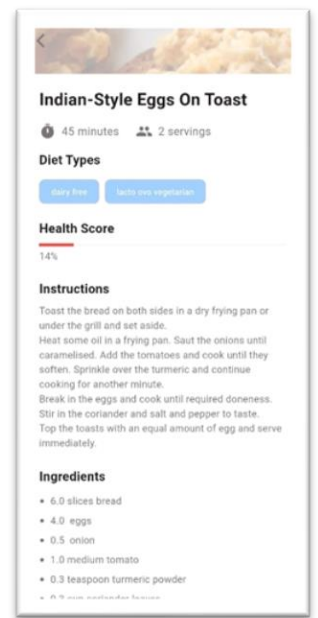 Indian-Style Eggs On Toast
45 minutes 2 servings
Diet Types
dairy free lacto ovo vegetarian
Health Score
14%
Instructions
Toast the bread on both sides in a dry frying pan or
under the grill and set aside.
Heat some oil in a frying pan. Saut the onions until
caramelised. Add the tomatoes and cook until they
soften. Sprinkle over the turmeric and continue
cooking for another minute.
Break in the eggs and cook until required doneness.
Stir in the coriander and salt and pepper to taste.
Top the toasts with an equal amount of egg and serve
immediately.
Ingredients
• 6.0 slices bread
• 4.0 eggs
• 0.5 onion
• 1.0 medium tomato
• 0.3 teaspoon turmeric powder